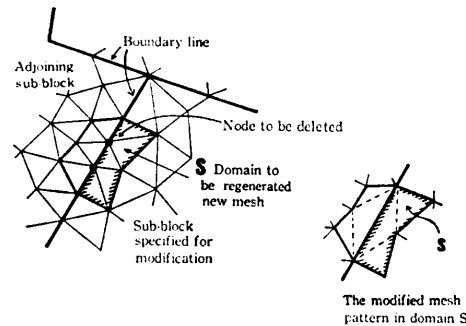 Boundary line
Adjoining
sub-block
Node to be deleted
S Domain to
be regenerated
new mesh
Sub-block
specified for
modification
S
The modified mesh
pattern in domain S